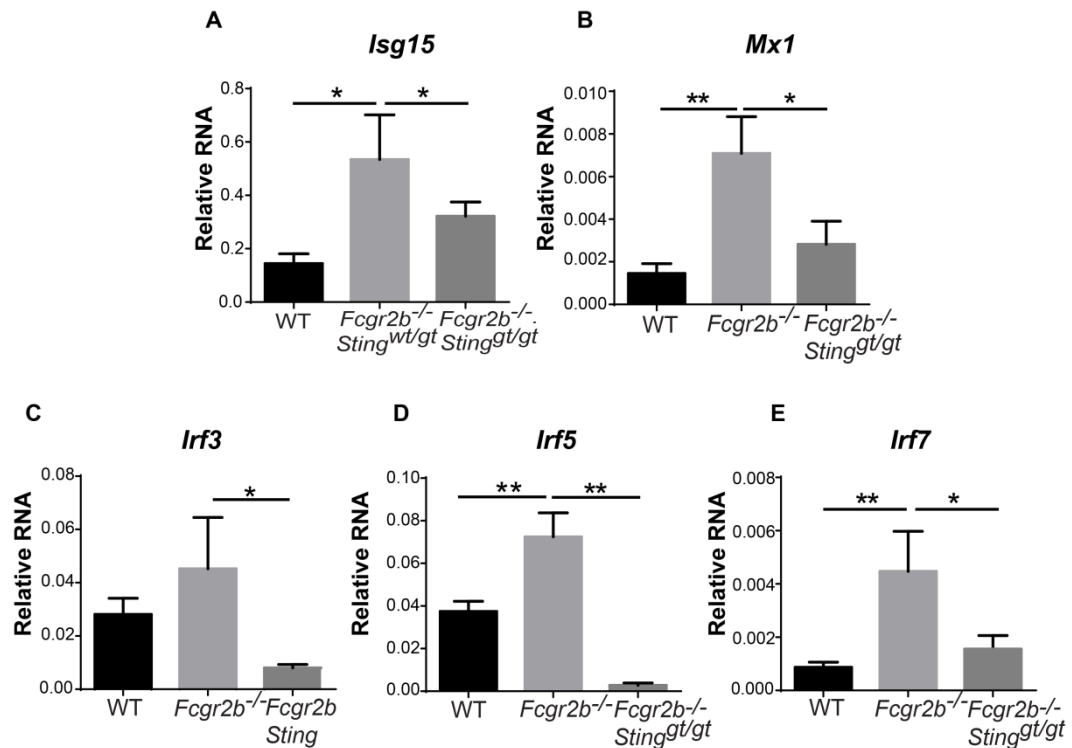 A
Isg15
Relative RNA
0.8
0.6
0.4
0.2
0.0
* *
WT
Fcgr2b-/- Fcgr2b-/-.
Stingwt/gt Stinggt/gt
B
Mx1
Relative RNA
0.010
0.008
0.006
0.004
0.002
0.000
** *
WT Fcgr2b-/- Fcgr2b-/-
Stinggt/gt
C
Irf3
Relative RNA
0.08
0.06
0.04
0.02
0.00
*
WT Fcgr2b-/- Fcgr2b
Sting
D
Irf5
Relative RNA
0.10
0.08
0.06
0.04
0.02
0.00
** **
WT Fcgr2b-/- Fcgr2b-/-
Stinggt/gt
E
Irf7
Relative RNA
0.008
0.006
0.004
0.002
0.000
** *
WT Fcgr2b-/- Fcgr2b-/-
Stinggt/gt